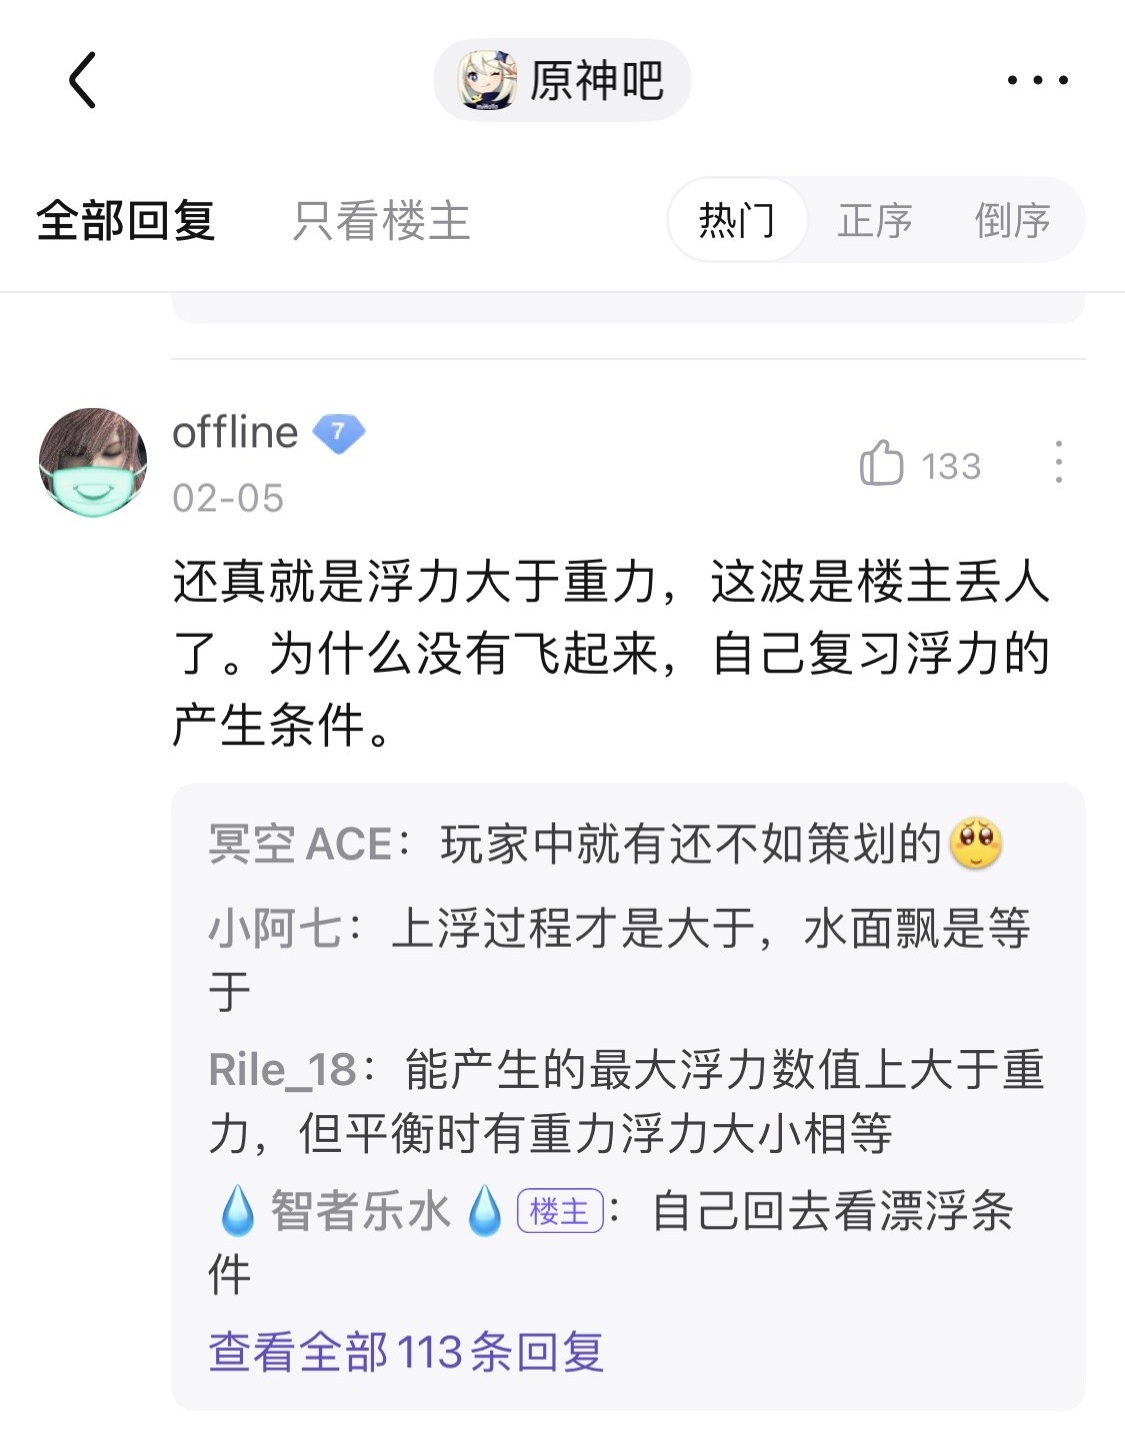 原神吧
全部回复
只看楼主
热门
正序
倒序
offline
7
133
02-05
还真就是浮力大于重力，这波是楼主丢人
了。为什么没有飞起来，自己复习浮力的
产生条件。
冥空ACE：玩家中就有还不如策划的
小阿七：上浮过程才是大于，水面飘是等
于
Rile_18：能产生的最大浮力数值上大于重
力，但平衡时有重力浮力大小相等
💧智者乐水💧 楼主：自己回去看漂浮条
件
查看全部113条回复